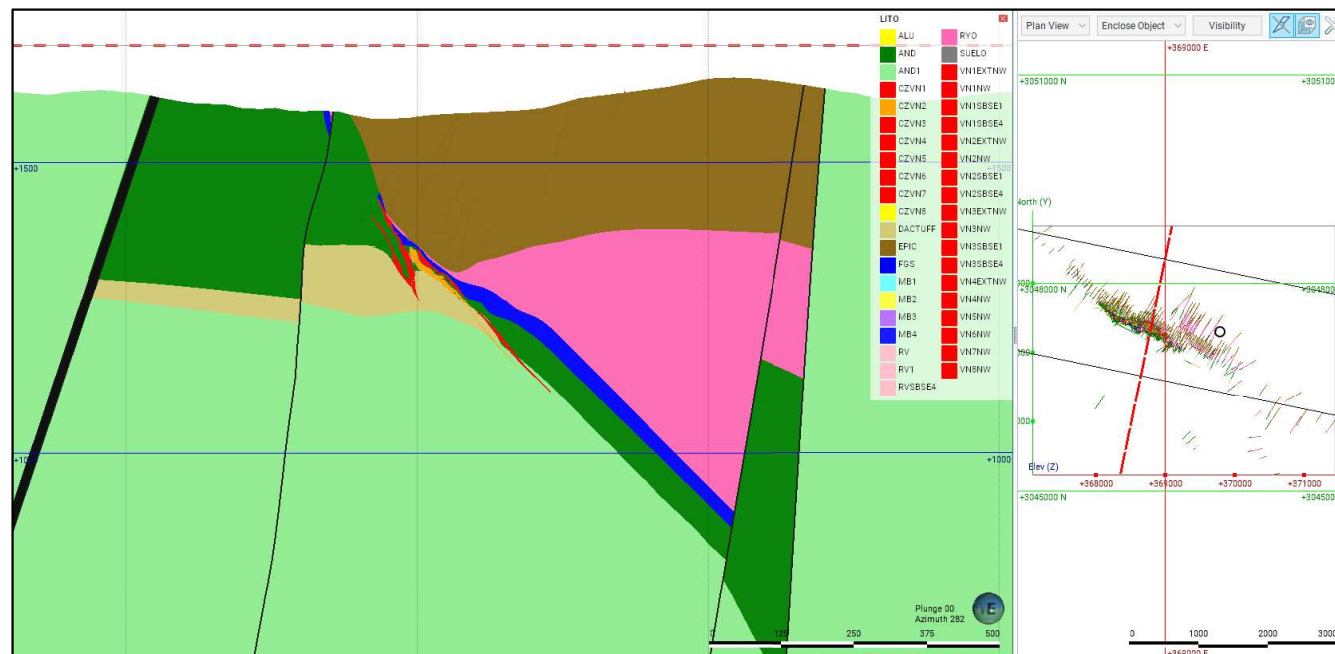 LITO
ALU
AND
AND1
CZVN1
CZVN2
CZVN3
CZVN4
CZVN5
CZVN6
CZVN7
CZVN8
DACTUFF
EPIC
FGS
MB1
MB2
MB3
MB4
RV
RV1
RVSBSE4
RYO
SUELO
VN1EXTNW
VN1NW
VN1SBSE1
VN1SBSE4
VN2EXTNW
VN2NW
VN2SBSE1
VN2SBSE4
VN3EXTNW
VN3NW
VN3SBSE1
VN3SBSE4
VN4EXTNW
VN4NW
VN5NW
VN6NW
VN7NW
VN8NW
+1500
+1000
Plunge 00
Azimuth 282
E
0 125 250 375 500
Plan View
Enclose Object
Visibility
+369000 E
+3051000 N
+3051
North (Y)
+3048000 N
+3048000
Elev (Z)
+368000 +369000 +370000 +371000
+3045000 N
+30450
0 1000 2000 3000